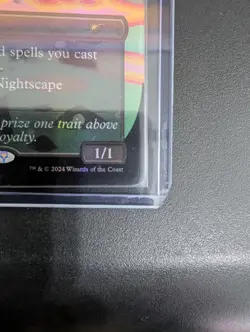 d spells you cast
Nightscape
prize one trait above
oyalty.
1/1
™ & © 2024 Wizards of the Coast